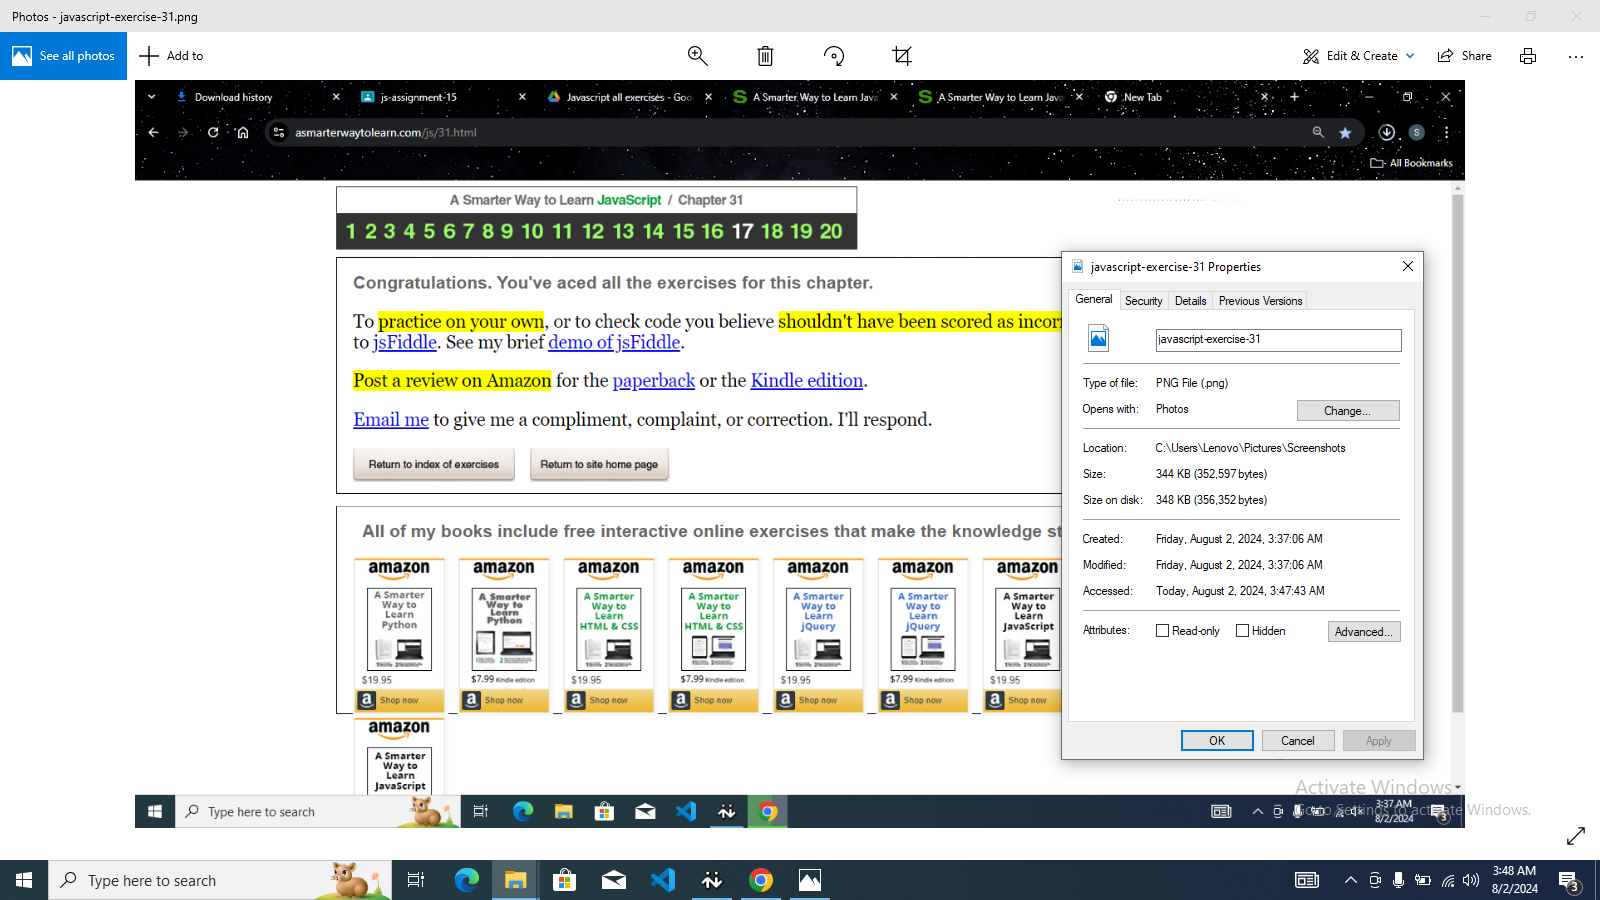 Photos - javascript-exercise-31.png
See all photos
Add to
Edit & Create
Share
Download history
js-assignment-15
Javascript all exercises - Goo
A Smarter Way to Learn Java
A Smarter Way to Learn Java
New Tab
asmarterwaytolearn.com/js/31.html
All Bookmarks
A Smarter Way to Learn JavaScript / Chapter 31
1 2 3 4 5 6 7 8 9 10 11 12 13 14 15 16 17 18 19 20
Congratulations. You've aced all the exercises for this chapter.
To practice on your own, or to check code you believe shouldn't have been scored as incorr
to jsFiddle. See my brief demo of jsFiddle.
Post a review on Amazon for the paperback or the Kindle edition.
Email me to give me a compliment, complaint, or correction. I'll respond.
Return to index of exercises
Return to site home page
All of my books include free interactive online exercises that make the knowledge st
amazon amazon amazon amazon amazon amazon amazon
A Smarter Way to Learn Python
A Smarter Way to Learn Python
A Smarter Way to Learn HTML & CSS
A Smarter Way to Learn HTML & CSS
A Smarter Way to Learn jQuery
A Smarter Way to Learn jQuery
A Smarter Way to Learn JavaScript
$19.95 $7.99 Kindle edition $19.95 $7.99 Kindle edition $19.95 $7.99 Kindle edition $19.95
Shop now Shop now Shop now Shop now Shop now Shop now Shop now
amazon
A Smarter Way to Learn JavaScript
javascript-exercise-31 Properties
General Security Details Previous Versions
javascript-exercise-31
Type of file: PNG File (.png)
Opens with: Photos Change...
Location: C:\Users\Lenovo\Pictures\Screenshots
Size: 344 KB (352,597 bytes)
Size on disk: 348 KB (356,352 bytes)
Created: Friday, August 2, 2024, 3:37:06 AM
Modified: Friday, August 2, 2024, 3:37:06 AM
Accessed: Today, August 2, 2024, 3:47:43 AM
Attributes: Read-only Hidden Advanced...
OK Cancel Apply
Activate Windows
Go to Settings to activate Windows.
Type here to search
3:37 AM
8/2/2024
3
Type here to search
3:48 AM
8/2/2024
3